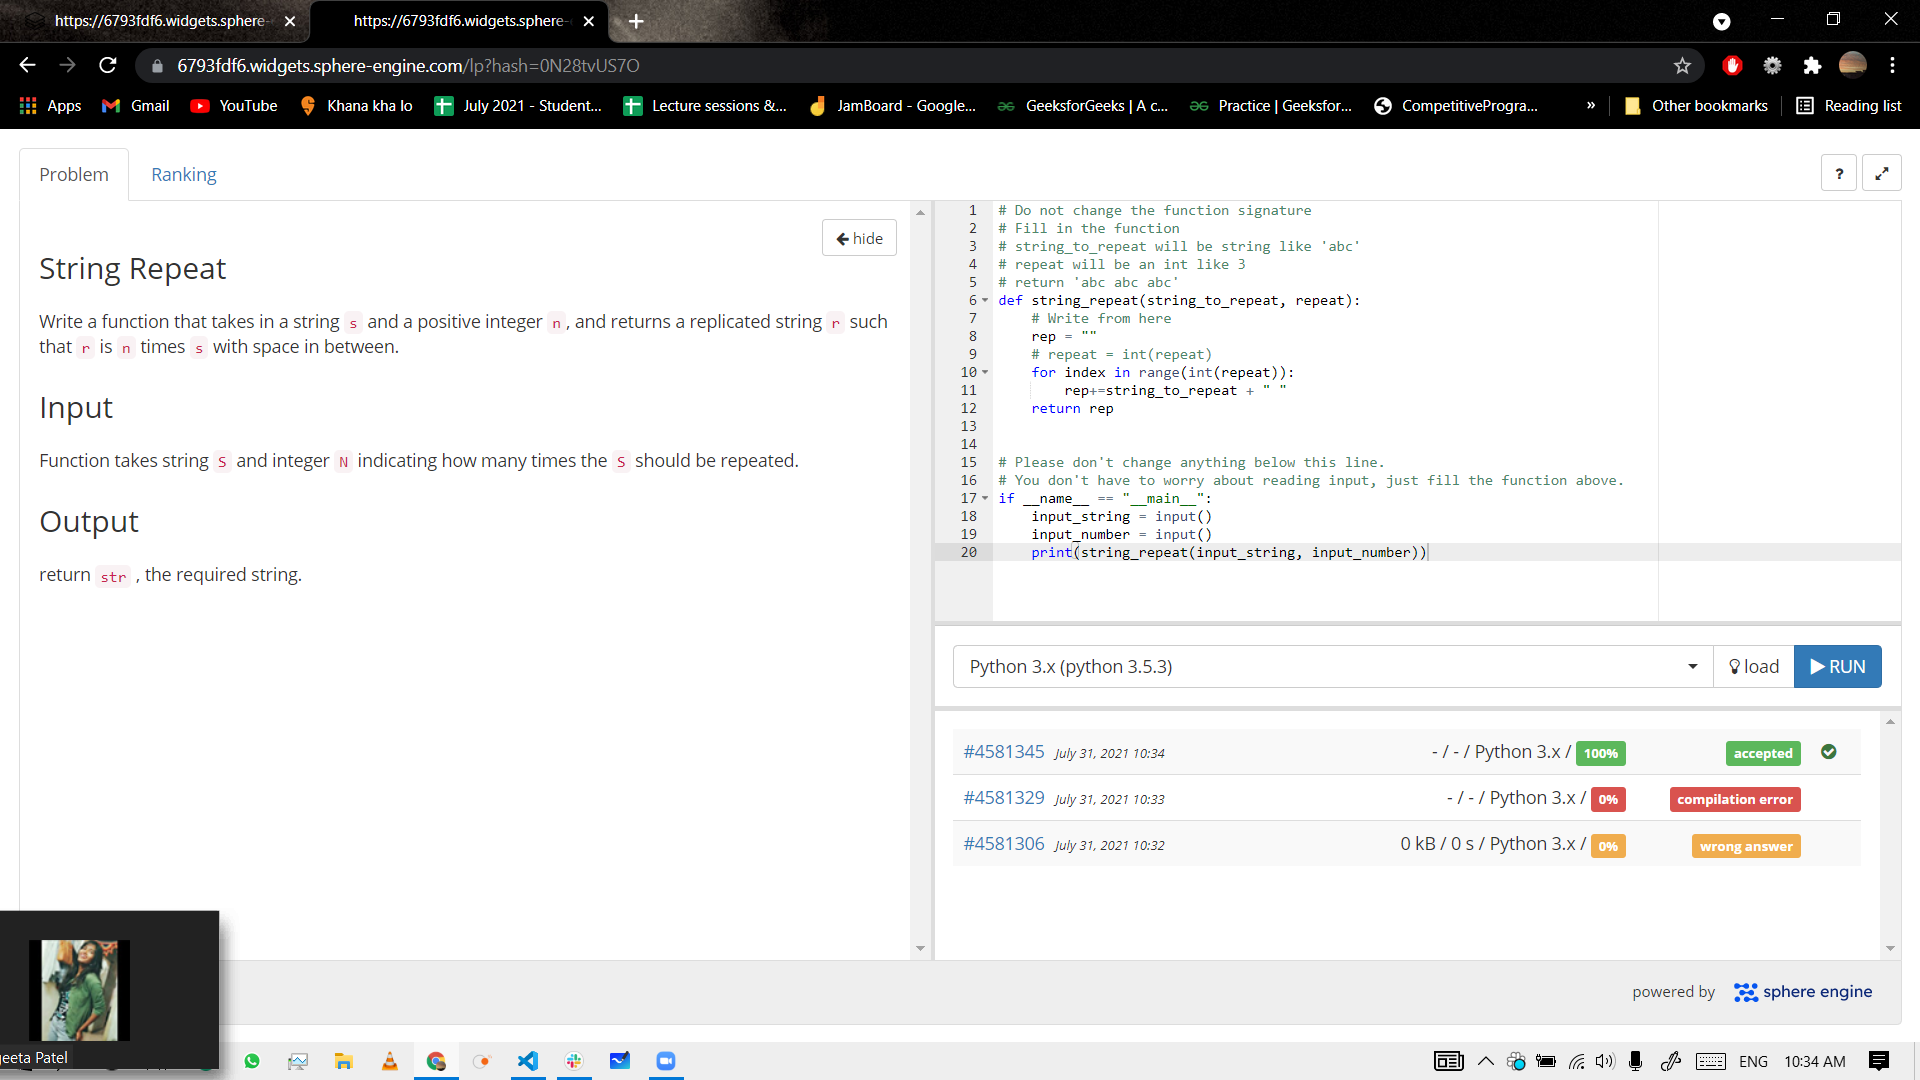 https://6793fdf6.widgets.sphere-
https://6793fdf6.widgets.sphere-
6793fdf6.widgets.sphere-engine.com/lp?hash=0N28tvUS7O
Apps Gmail YouTube Khana kha lo July 2021 - Student... Lecture sessions &... JamBoard - Google... GeeksforGeeks | A c... Practice | Geeksfor... CompetitiveProgra, ... » Other bookmarks Reading list
Problem Ranking
?
hide
String Repeat
Write a function that takes in a string s and a positive integer n , and returns a replicated string r such
that r is n times s with space in between.
Input
Function takes string S and integer N indicating how many times the S should be repeated.
Output
return str , the required string.
1 # Do not change the function signature
2 # Fill in the function
3 # string_to_repeat will be string like 'abc'
4 # repeat will be an int like 3
5 # return 'abc abc abc'
6 def string_repeat(string_to_repeat, repeat):
7 # Write from here
8 rep = ""
9 # repeat = int(repeat)
10 for index in range(int(repeat)):
11 rep+=string_to_repeat + " "
12 return rep
13
14
15 # Please don't change anything below this line.
16 # You don't have to worry about reading input, just fill the function above.
17 if __name__ == "__main__":
18 input_string = input()
19 input_number = input()
20 print(string_repeat(input_string, input_number))
Python 3.x (python 3.5.3)
load
RUN
#4581345 July 31, 2021 10:34 - / - / Python 3.x / 100% accepted
#4581329 July 31, 2021 10:33 - / - / Python 3.x / 0% compilation error
#4581306 July 31, 2021 10:32 0 kB / 0 s / Python 3.x / 0% wrong answer
powered by sphere engine
eeta Patel
ENG 10:34 AM